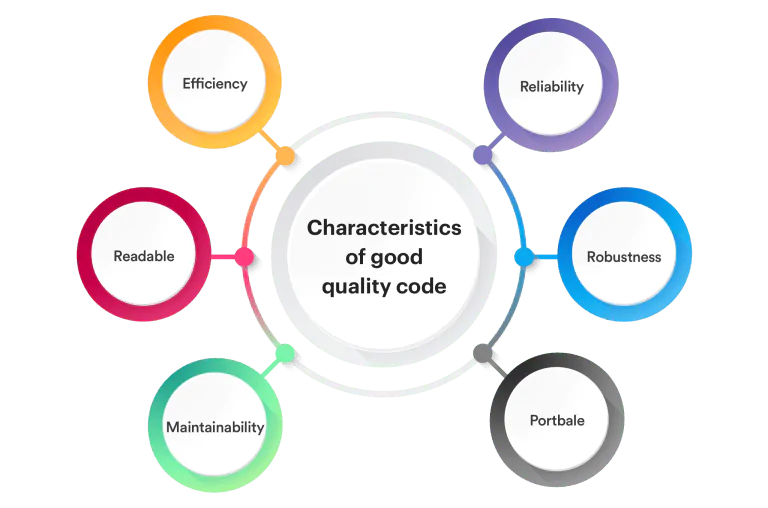 Efficiency
Reliability
Characteristics
of good
quality code
Readable
Robustness
Maintainability
Portbale